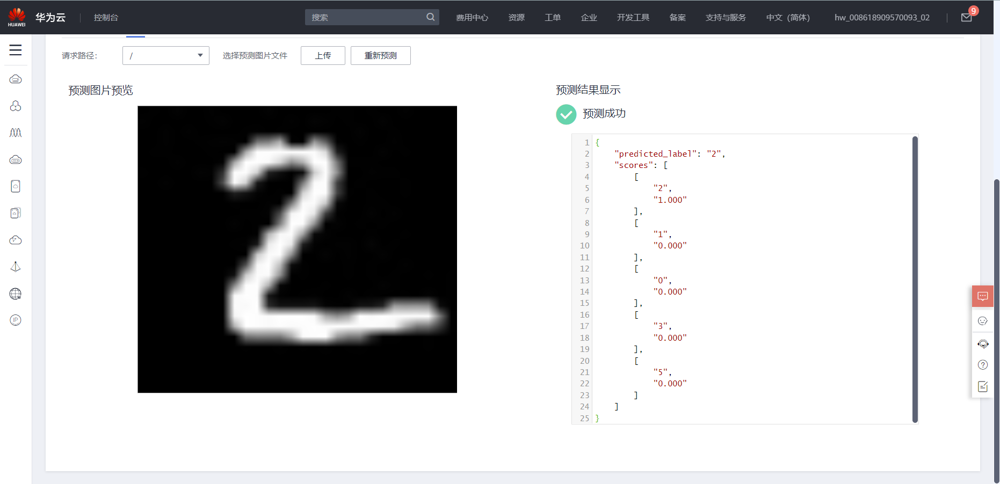 HUAWEI 华为云 控制台 搜索 费用中心 资源 工单 企业 开发工具 备案 支持与服务 中文（简体） hw_008618909570093_02 9
请求路径： / 选择预测图片文件 上传 重新预测
预测图片预览
2
预测结果显示
预测成功
1 {
2 "predicted_label": "2",
3 "scores": [
4 [
5 "2",
6 "1.000"
7 ],
8 [
9 "1",
10 "0.000"
11 ],
12 [
13 "0",
14 "0.000"
15 ],
16 [
17 "3",
18 "0.000"
19 ],
20 [
21 "5",
22 "0.000"
23 ]
24 ]
25 }
W
IP